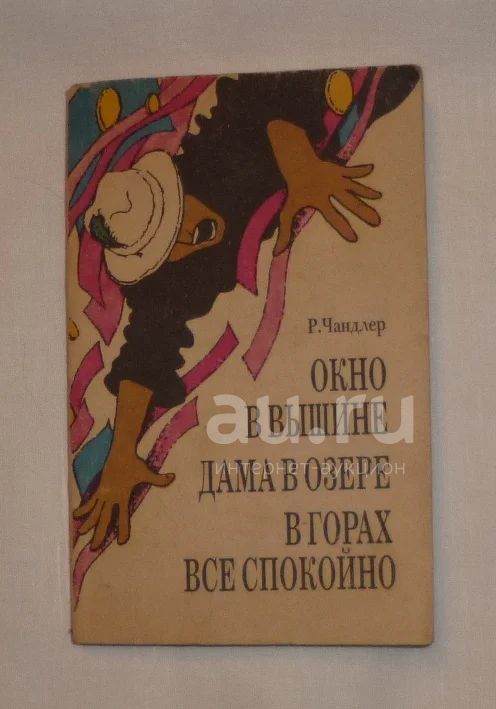 Р. Чандлер
ОКНО
В ВЫШИНЕ
au.ru
интернет-аукцион
ДАМА В ОЗЕРЕ
В ГОРАХ
ВСЕ СПОКОЙНО